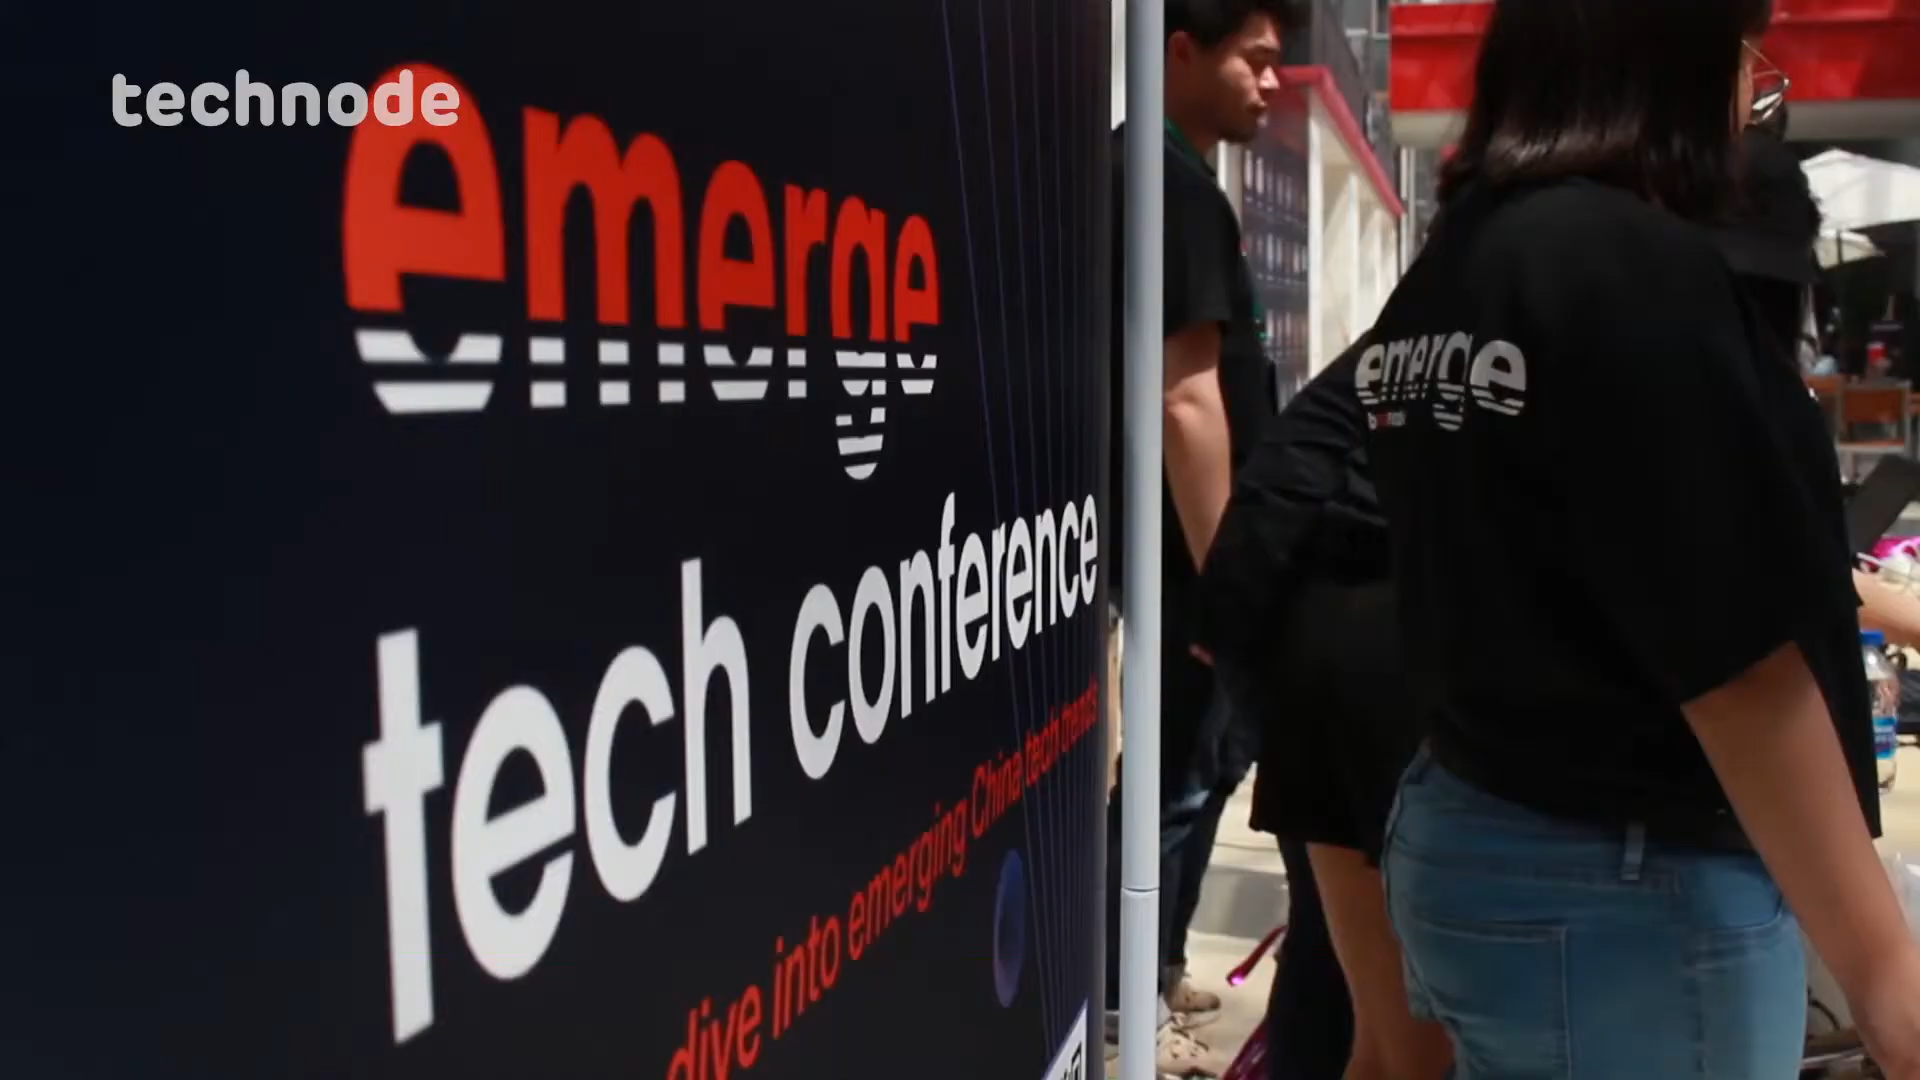 technode
emerge
tech conference
dive into emerging China tech trends
emerge